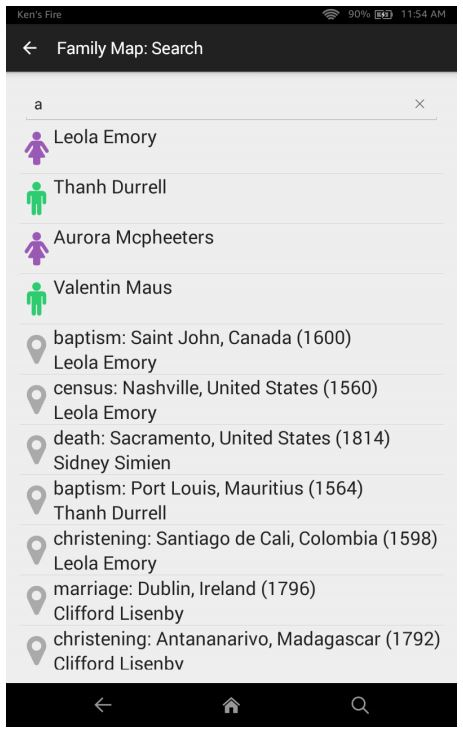 Ken's Fire 90% 11:54 AM
Family Map: Search
a
Leola Emory
Thanh Durrell
Aurora Mcpheeters
Valentin Maus
baptism: Saint John, Canada (1600)
Leola Emory
census: Nashville, United States (1560)
Leola Emory
death: Sacramento, United States (1814)
Sidney Simien
baptism: Port Louis, Mauritius (1564)
Thanh Durrell
christening: Santiago de Cali, Colombia (1598)
Leola Emory
marriage: Dublin, Ireland (1796)
Clifford Lisenby
christening: Antananarivo, Madagascar (1792)
Clifford Lisenby